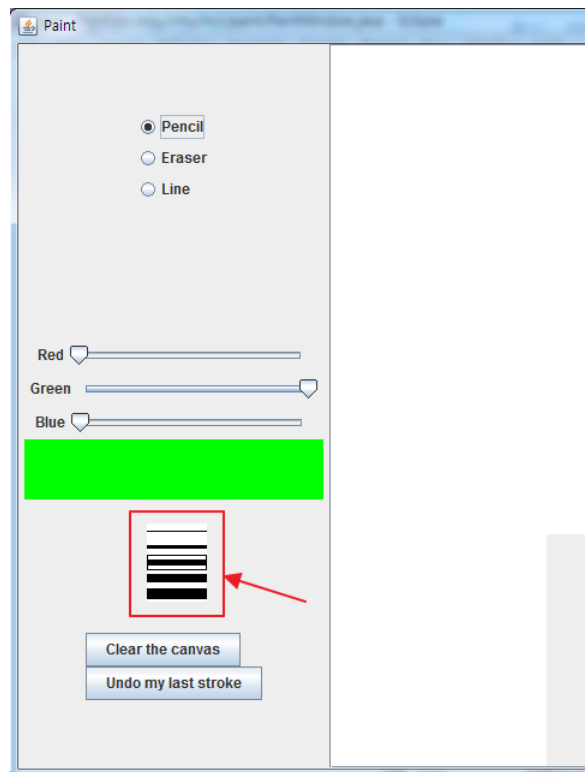 Paint
Pencil
Eraser
Line
Red
Green
Blue
Clear the canvas
Undo my last stroke